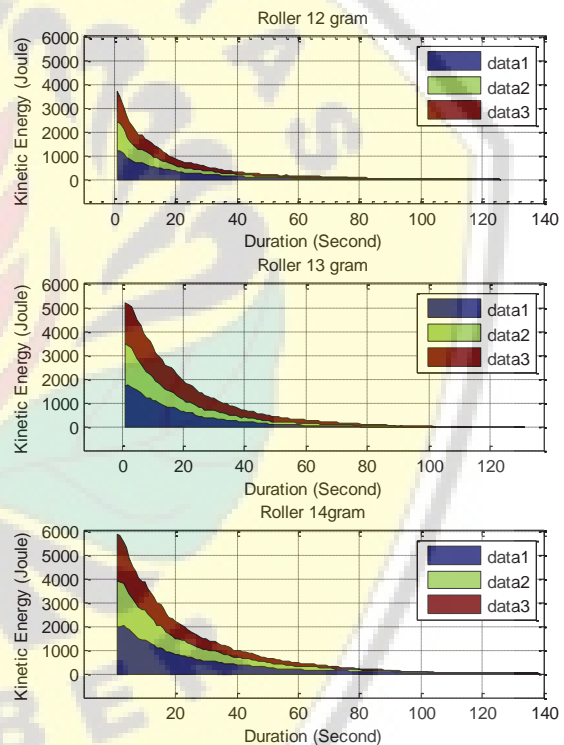 Roller 12 gram
Kinetic Energy (Joule)
6000
5000
4000
3000
2000
1000
0
data1
data2
data3
0 20 40 60 80 100 120 140
Duration (Second)
Roller 13 gram
Kinetic Energy (Joule)
6000
5000
4000
3000
2000
1000
0
data1
data2
data3
0 20 40 60 80 100 120
Duration (Second)
Roller 14gram
Kinetic Energy (Joule)
6000
5000
4000
3000
2000
1000
0
data1
data2
data3
20 40 60 80 100 120 140
Duration (Second)